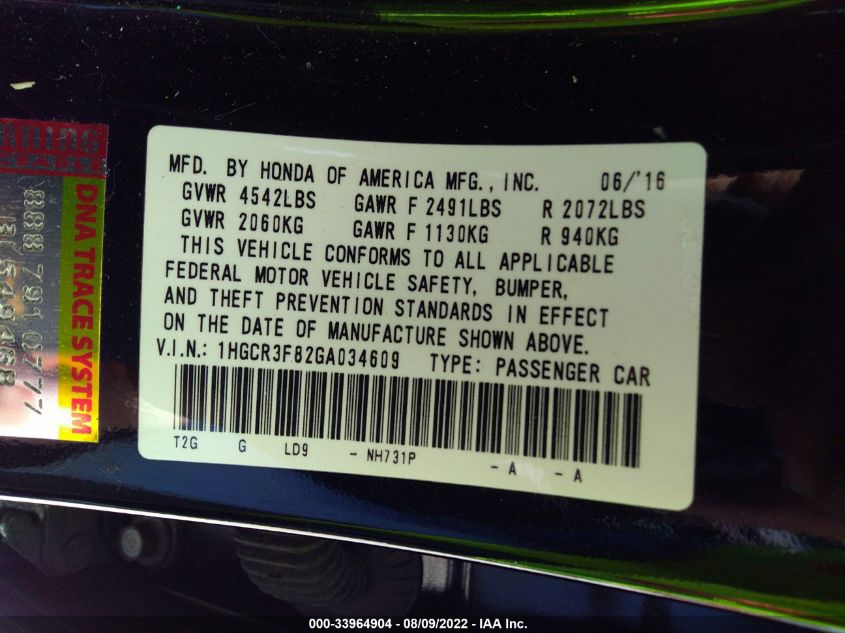 MFD. BY HONDA OF AMERICA MFG., INC. 06/'16
GVWR 4542LBS GAWR F 2491LBS R 2072LBS
GVWR 2060KG GAWR F 1130KG R 940KG
THIS VEHICLE CONFORMS TO ALL APPLICABLE
FEDERAL MOTOR VEHICLE SAFETY, BUMPER,
AND THEFT PREVENTION STANDARDS IN EFFECT
ON THE DATE OF MANUFACTURE SHOWN ABOVE.
V.I.N.: 1HGCR3F82GA034609 TYPE: PASSENGER CAR
T2G G LD9 - NH731P - A - A
DNA TRACE SYSTEM
000-33964904 - 08/09/2022 - IAA Inc.